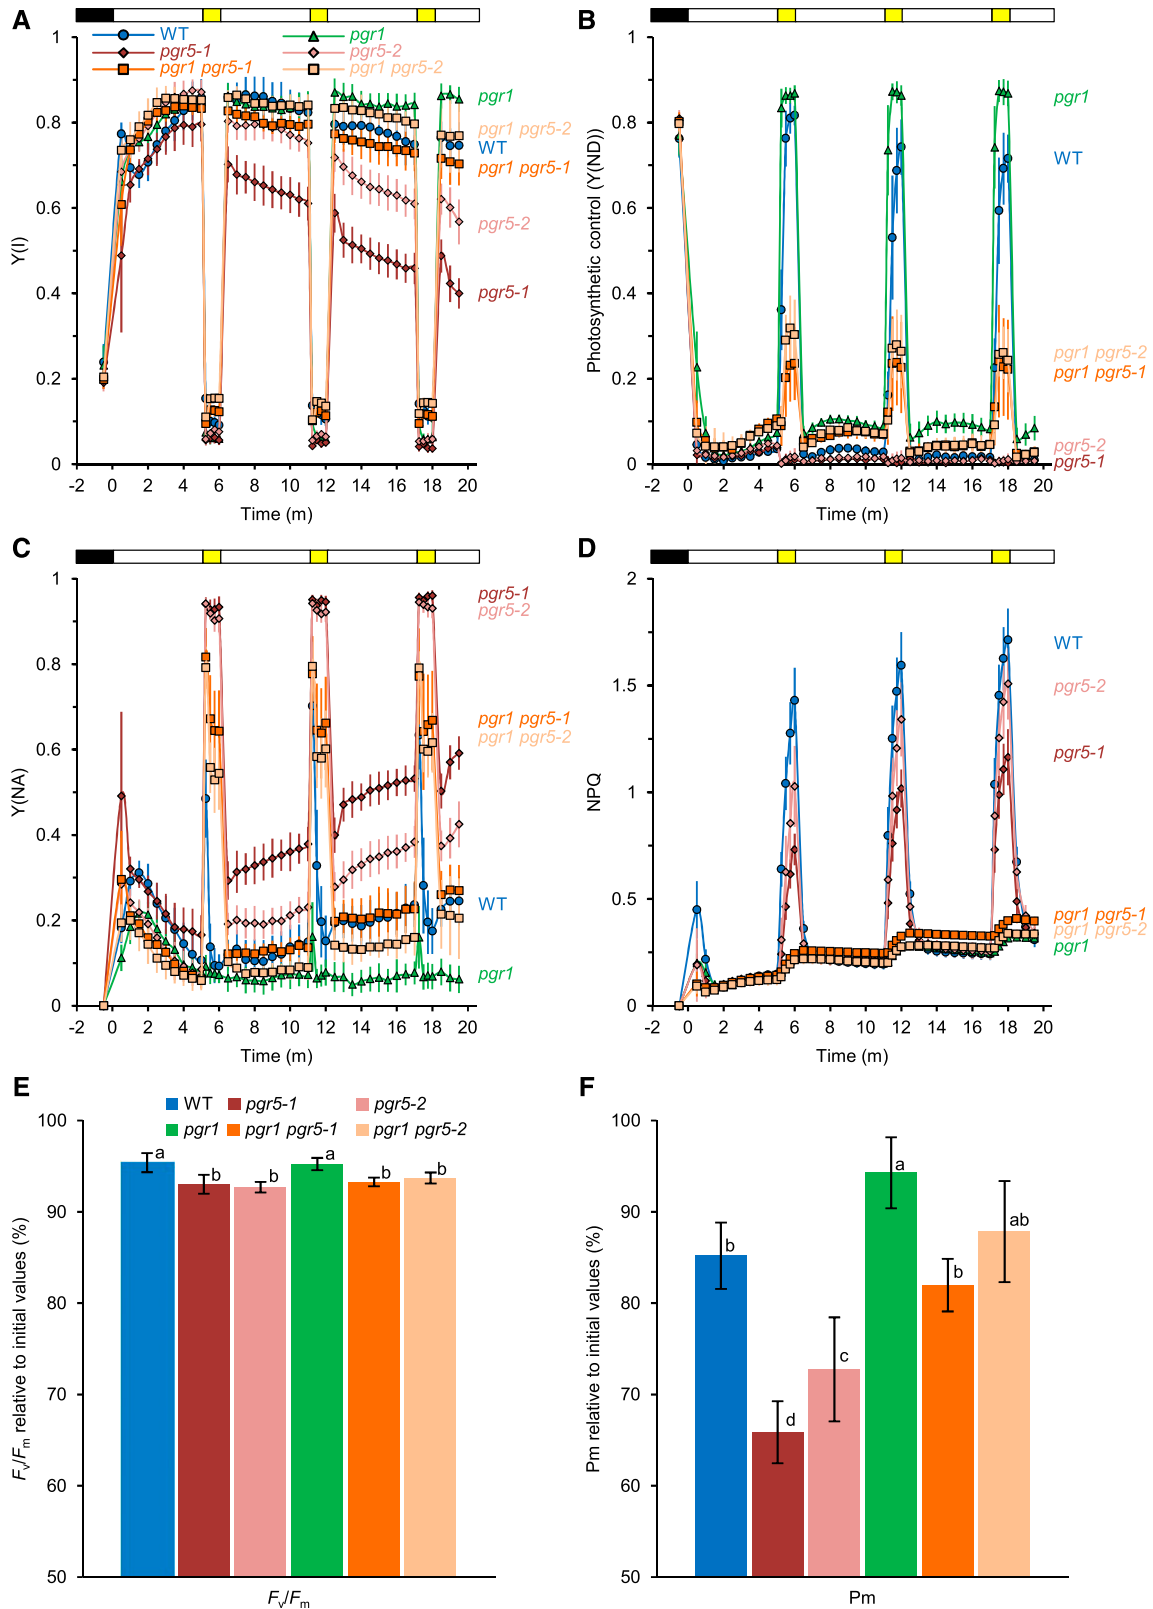 A
B
1
0.8
0.6
0.4
0.2
0
Y(I)
WT
pgr1
pgr5-1
pgr5-2
pgr1 pgr5-1
pgr1 pgr5-2
pgr1
pgr1 pgr5-2
WT
pgr1 pgr5-1
pgr5-2
pgr5-1
-2 0 2 4 6 8 10 12 14 16 18 20
Time (m)
1
0.8
0.6
0.4
0.2
0
Photosynthetic control (Y(ND))
pgr1
WT
pgr1 pgr5-2
pgr1 pgr5-1
pgr5-2
pgr5-1
-2 0 2 4 6 8 10 12 14 16 18 20
Time (m)
C
D
1
0.8
0.6
0.4
0.2
0
Y(NA)
pgr5-1
pgr5-2
pgr1 pgr5-1
pgr1 pgr5-2
WT
pgr1
-2 0 2 4 6 8 10 12 14 16 18 20
Time (m)
2
1.5
1
0.5
0
NPQ
WT
pgr5-2
pgr5-1
pgr1 pgr5-1
pgr1 pgr5-2
pgr1
-2 0 2 4 6 8 10 12 14 16 18 20
Time (m)
E
F
WT pgr5-1 pgr5-2
pgr1 pgr1 pgr5-1 pgr1 pgr5-2
100
90
80
70
60
50
Fv/Fm relative to initial values (%)
a b b a b b
Fv/Fm
100
90
80
70
60
50
Pm relative to initial values (%)
b d c a b ab
Pm